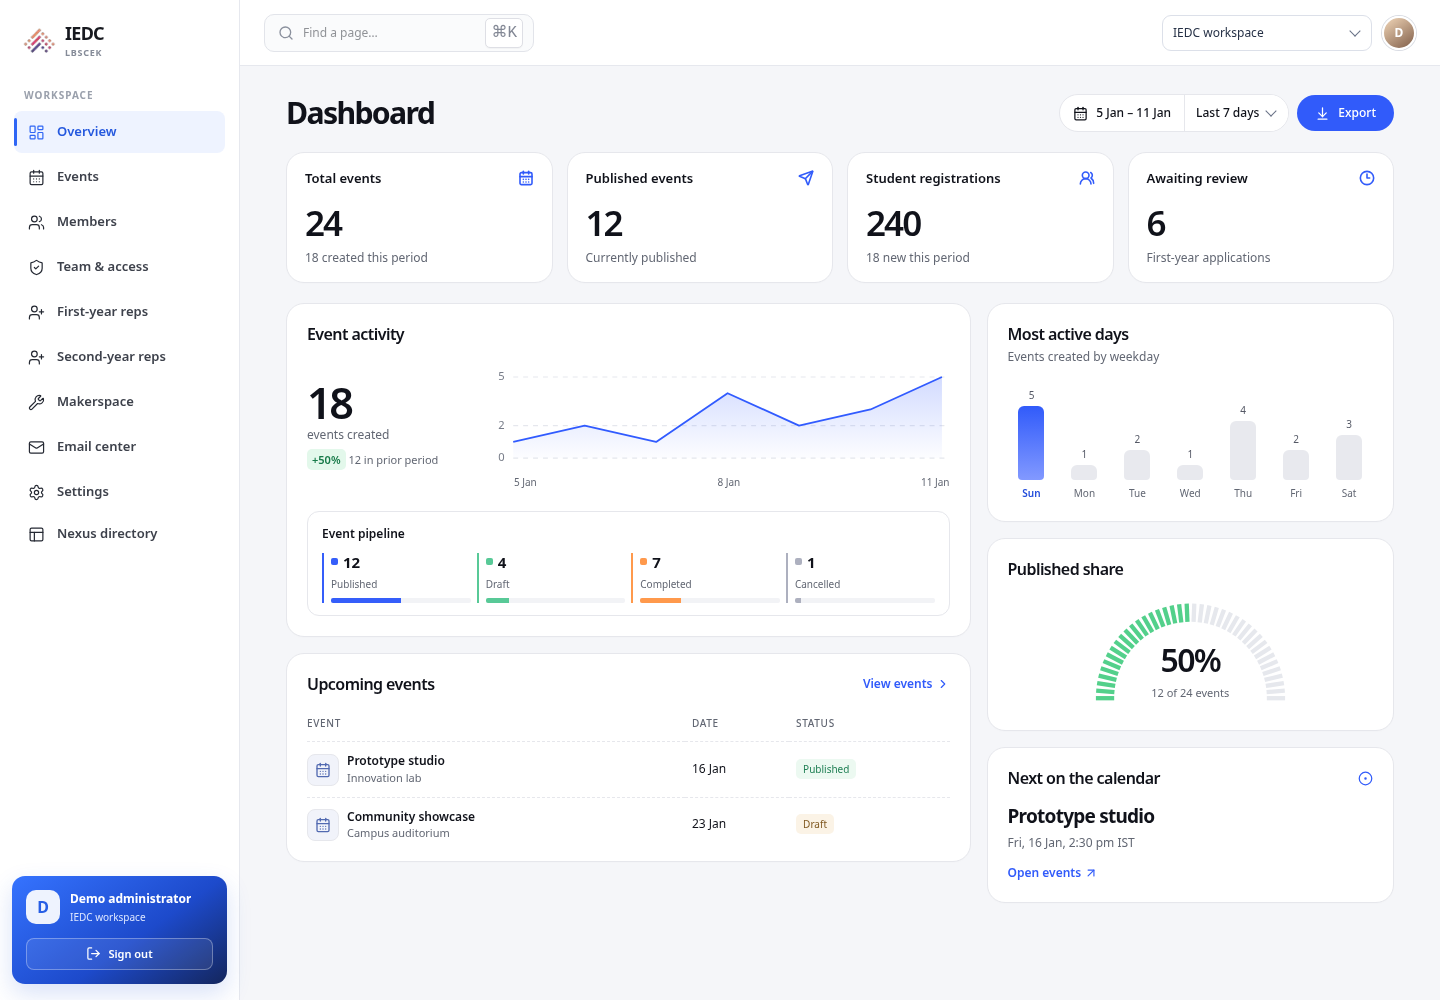 IEDC
LBSCEK
WORKSPACE
Overview
Events
Members
Team & access
First-year reps
Second-year reps
Makerspace
Email center
Settings
Nexus directory
D
Demo administrator
IEDC workspace
Sign out
Find a page...
⌘K
IEDC workspace
D
Dashboard
5 Jan – 11 Jan
Last 7 days
Export
Total events
24
18 created this period
Published events
12
Currently published
Student registrations
240
18 new this period
Awaiting review
6
First-year applications
Event activity
18
events created
+50% 12 in prior period
5
2
0
5 Jan
8 Jan
11 Jan
Event pipeline
12
Published
4
Draft
7
Completed
1
Cancelled
Most active days
Events created by weekday
5
1
2
1
4
2
3
Sun
Mon
Tue
Wed
Thu
Fri
Sat
Published share
50%
12 of 24 events
Upcoming events
View events
EVENT
DATE
STATUS
Prototype studio
Innovation lab
16 Jan
Published
Community showcase
Campus auditorium
23 Jan
Draft
Next on the calendar
Prototype studio
Fri, 16 Jan, 2:30 pm IST
Open events